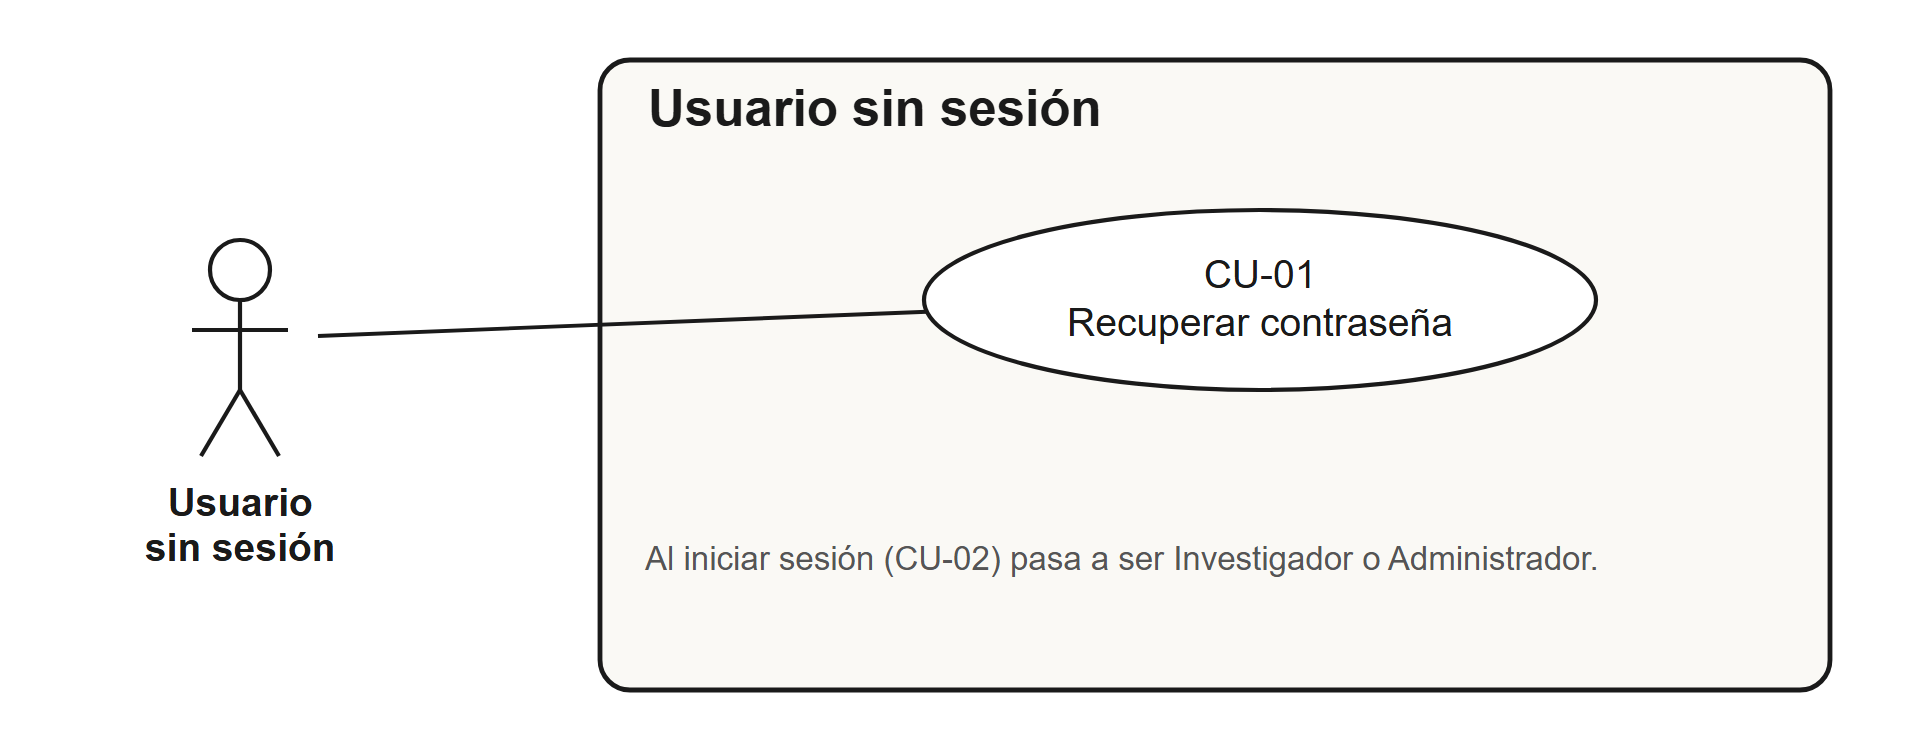 Usuario sin sesión
CU-01
Recuperar contraseña
Usuario
sin sesión
Al iniciar sesión (CU-02) pasa a ser Investigador o Administrador.